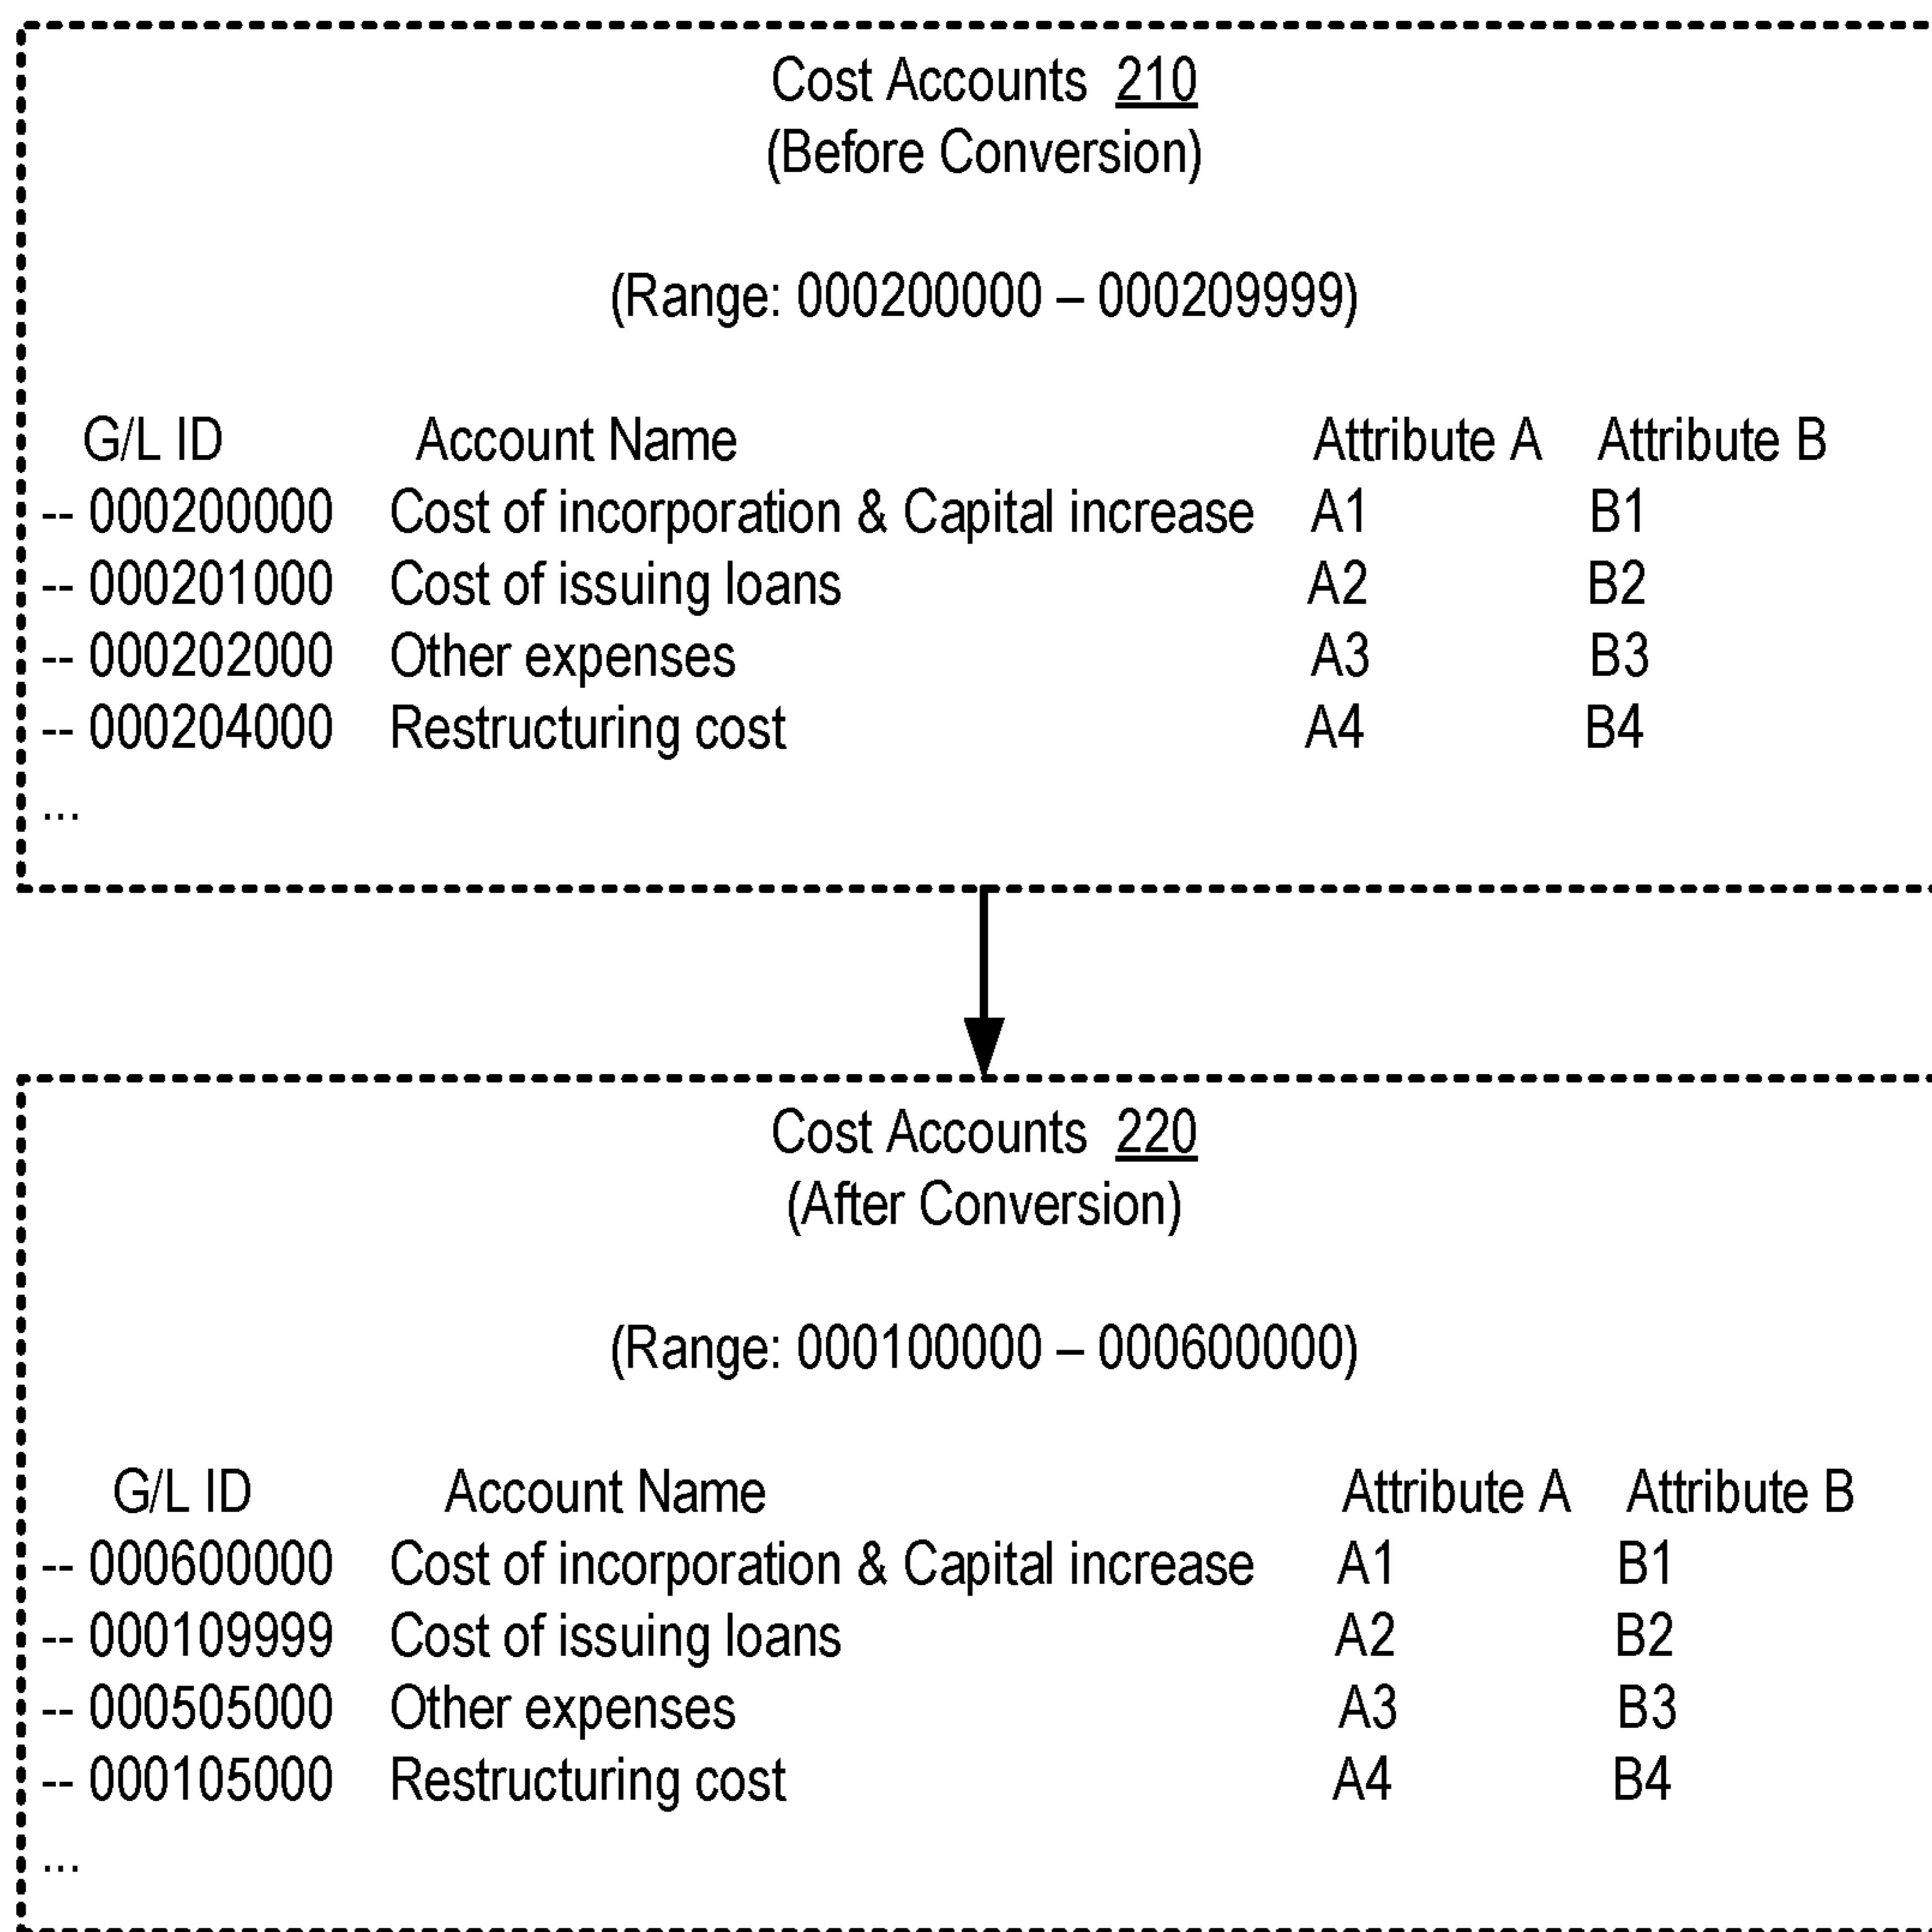 Cost Accounts 210
(Before Conversion)
(Range: 000200000 – 000209999)
G/L ID Account Name Attribute A Attribute B
-- 000200000 Cost of incorporation & Capital increase A1 B1
-- 000201000 Cost of issuing loans A2 B2
-- 000202000 Other expenses A3 B3
-- 000204000 Restructuring cost A4 B4
...
Cost Accounts 220
(After Conversion)
(Range: 000100000 – 000600000)
G/L ID Account Name Attribute A Attribute B
-- 000600000 Cost of incorporation & Capital increase A1 B1
-- 000109999 Cost of issuing loans A2 B2
-- 000505000 Other expenses A3 B3
-- 000105000 Restructuring cost A4 B4
...